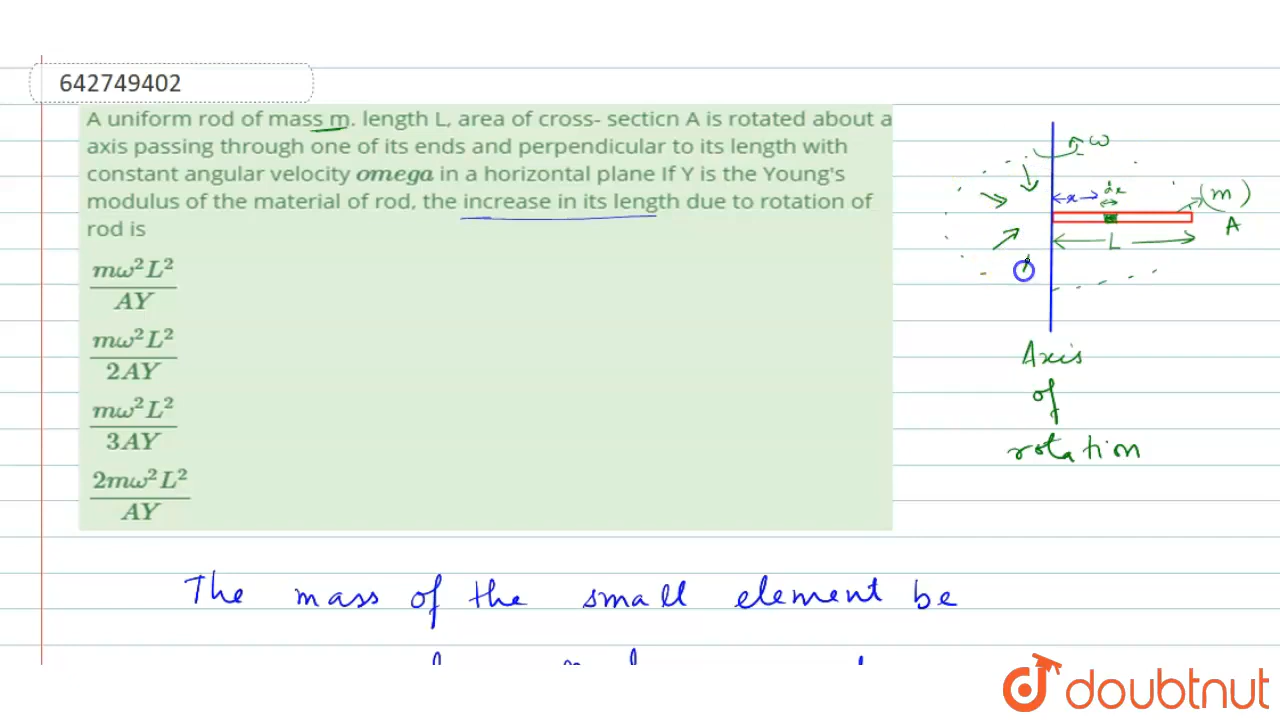 642749402
A uniform rod of mass m. length L, area of cross- secticn A is rotated about a
axis passing through one of its ends and perpendicular to its length with
constant angular velocity omega in a horizontal plane If Y is the Young's
modulus of the material of rod, the increase in its length due to rotation of
rod is
mω²L²
AY
mω²L²
2AY
mω²L²
3AY
2mω²L²
AY
ω
dx
x
(m)
A
L
Axis
of
rotation
The mass of the small element be
doubtnut